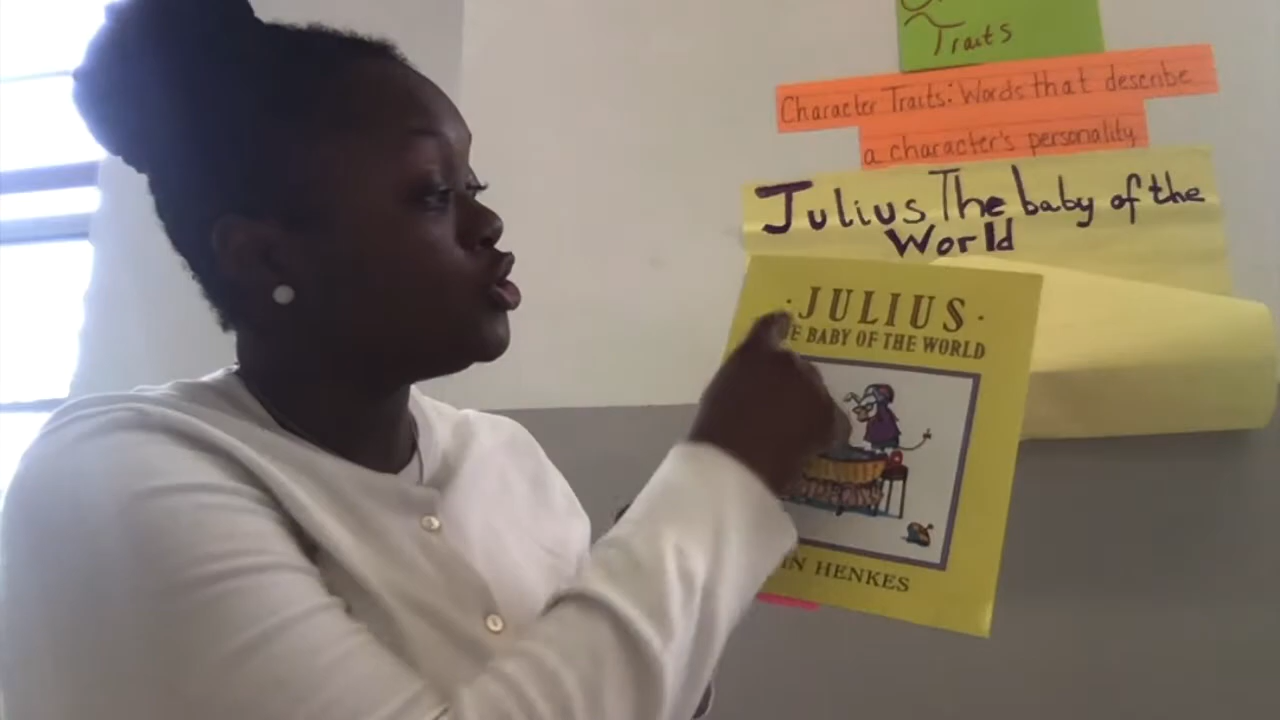 Traits
Character Traits: Words that describe
a character's personality
Julius The baby of the
World
·JULIUS·
BABY OF THE WORLD
HENKES